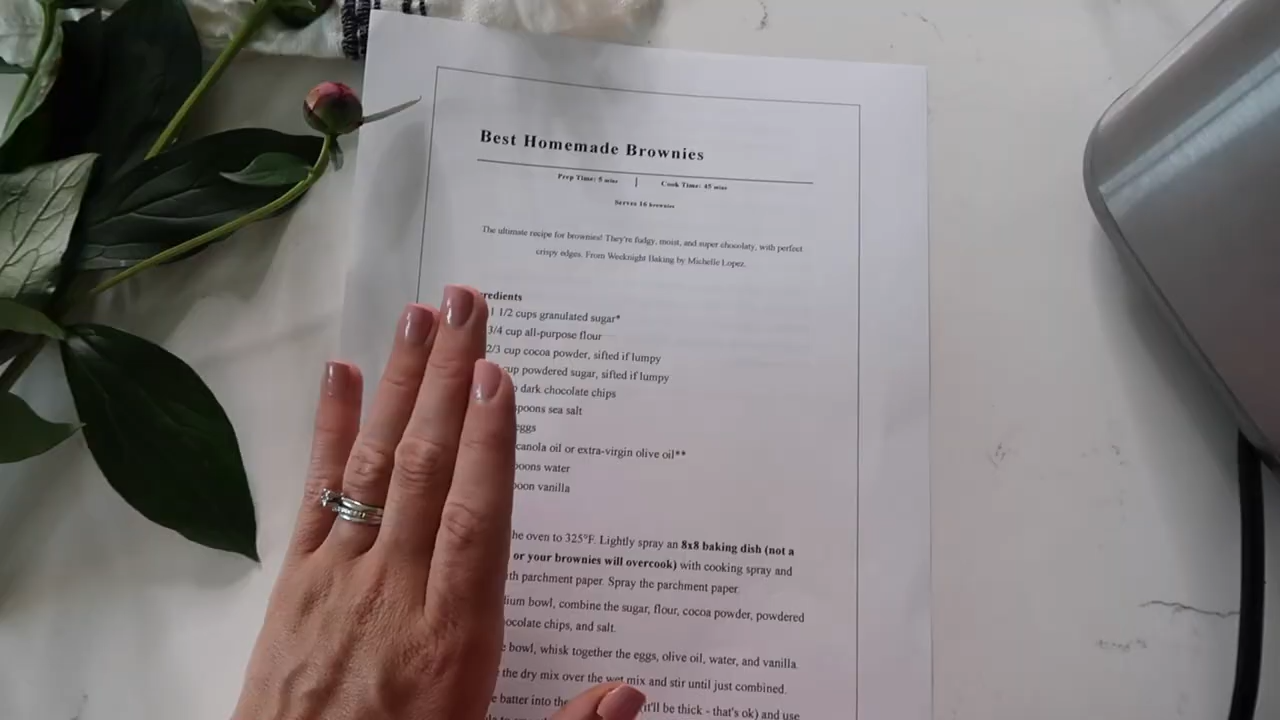 Best Homemade Brownies
Prep Time: 5 mins | Cook Time: 45 mins
Serves 16 brownies
The ultimate recipe for brownies! They're fudgy, moist, and super chocolaty, with perfect
crispy edges. From Weeknight Baking by Michelle Lopez.
redients
1 1/2 cups granulated sugar*
3/4 cup all-purpose flour
2/3 cup cocoa powder, sifted if lumpy
cup powdered sugar, sifted if lumpy
dark chocolate chips
spoons sea salt
eggs
canola oil or extra-virgin olive oil**
poons water
poon vanilla
he oven to 325°F. Lightly spray an 8x8 baking dish (not a
or your brownies will overcook) with cooking spray and
th parchment paper. Spray the parchment paper.
dium bowl, combine the sugar, flour, cocoa powder, powdered
ocolate chips, and salt.
e bowl, whisk together the eggs, olive oil, water, and vanilla.
the dry mix over the wet mix and stir until just combined.
e batter into the (it'll be thick - that's ok) and use